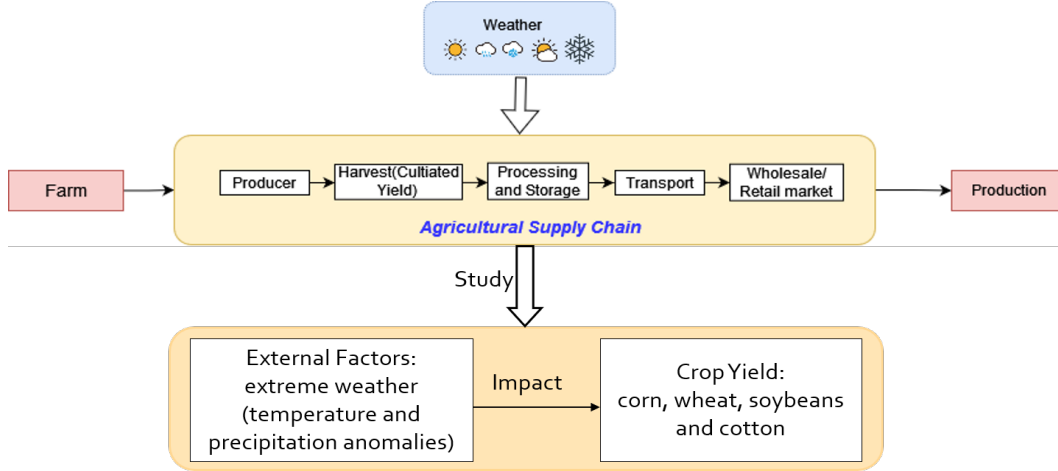 Weather
Farm
Producer
Harvest(Cultiated
Yield)
Processing
and Storage
Transport
Wholesale/
Retail market
Production
Agricultural Supply Chain
Study
External Factors:
extreme weather
(temperature and
precipitation anomalies)
Impact
Crop Yield:
corn, wheat, soybeans
and cotton